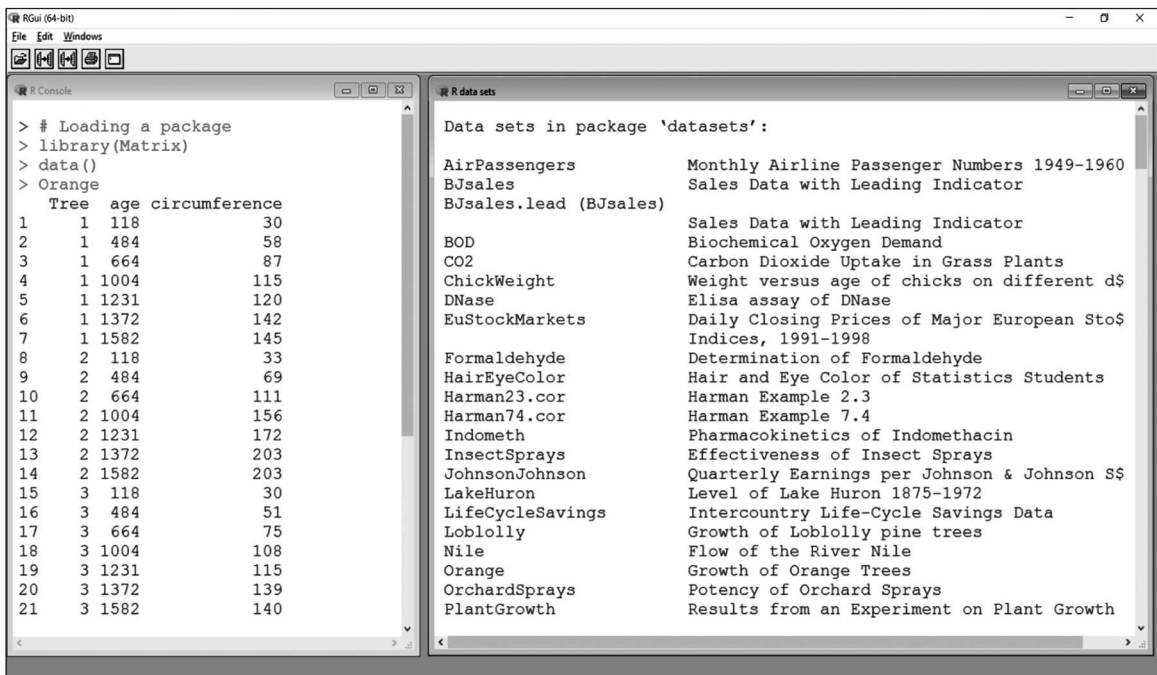 RGui (64-bit)
File Edit Windows
R Console
> # Loading a package
> library(Matrix)
> data()
> Orange
Tree age circumference
1 1 118 30
2 1 484 58
3 1 664 87
4 1 1004 115
5 1 1231 120
6 1 1372 142
7 1 1582 145
8 2 118 33
9 2 484 69
10 2 664 111
11 2 1004 156
12 2 1231 172
13 2 1372 203
14 2 1582 203
15 3 118 30
16 3 484 51
17 3 664 75
18 3 1004 108
19 3 1231 115
20 3 1372 139
21 3 1582 140
R data sets
Data sets in package ‘datasets’:
AirPassengers Monthly Airline Passenger Numbers 1949-1960
BJsales Sales Data with Leading Indicator
BJsales.lead (BJsales)
Sales Data with Leading Indicator
BOD Biochemical Oxygen Demand
CO2 Carbon Dioxide Uptake in Grass Plants
ChickWeight Weight versus age of chicks on different d$
DNase Elisa assay of DNase
EuStockMarkets Daily Closing Prices of Major European Sto$
Indices, 1991-1998
Formaldehyde Determination of Formaldehyde
HairEyeColor Hair and Eye Color of Statistics Students
Harman23.cor Harman Example 2.3
Harman74.cor Harman Example 7.4
Indometh Pharmacokinetics of Indomethacin
InsectSprays Effectiveness of Insect Sprays
JohnsonJohnson Quarterly Earnings per Johnson & Johnson S$
LakeHuron Level of Lake Huron 1875-1972
LifeCycleSavings Intercountry Life-Cycle Savings Data
Loblolly Growth of Loblolly pine trees
Nile Flow of the River Nile
Orange Growth of Orange Trees
OrchardSprays Potency of Orchard Sprays
PlantGrowth Results from an Experiment on Plant Growth